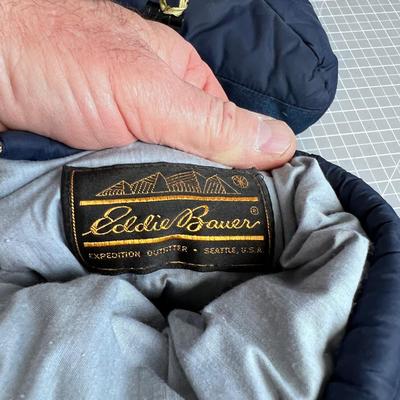 Eddie Bauer ®
EXPEDITION OUTFITTER • SEATTLE, U.S.A.